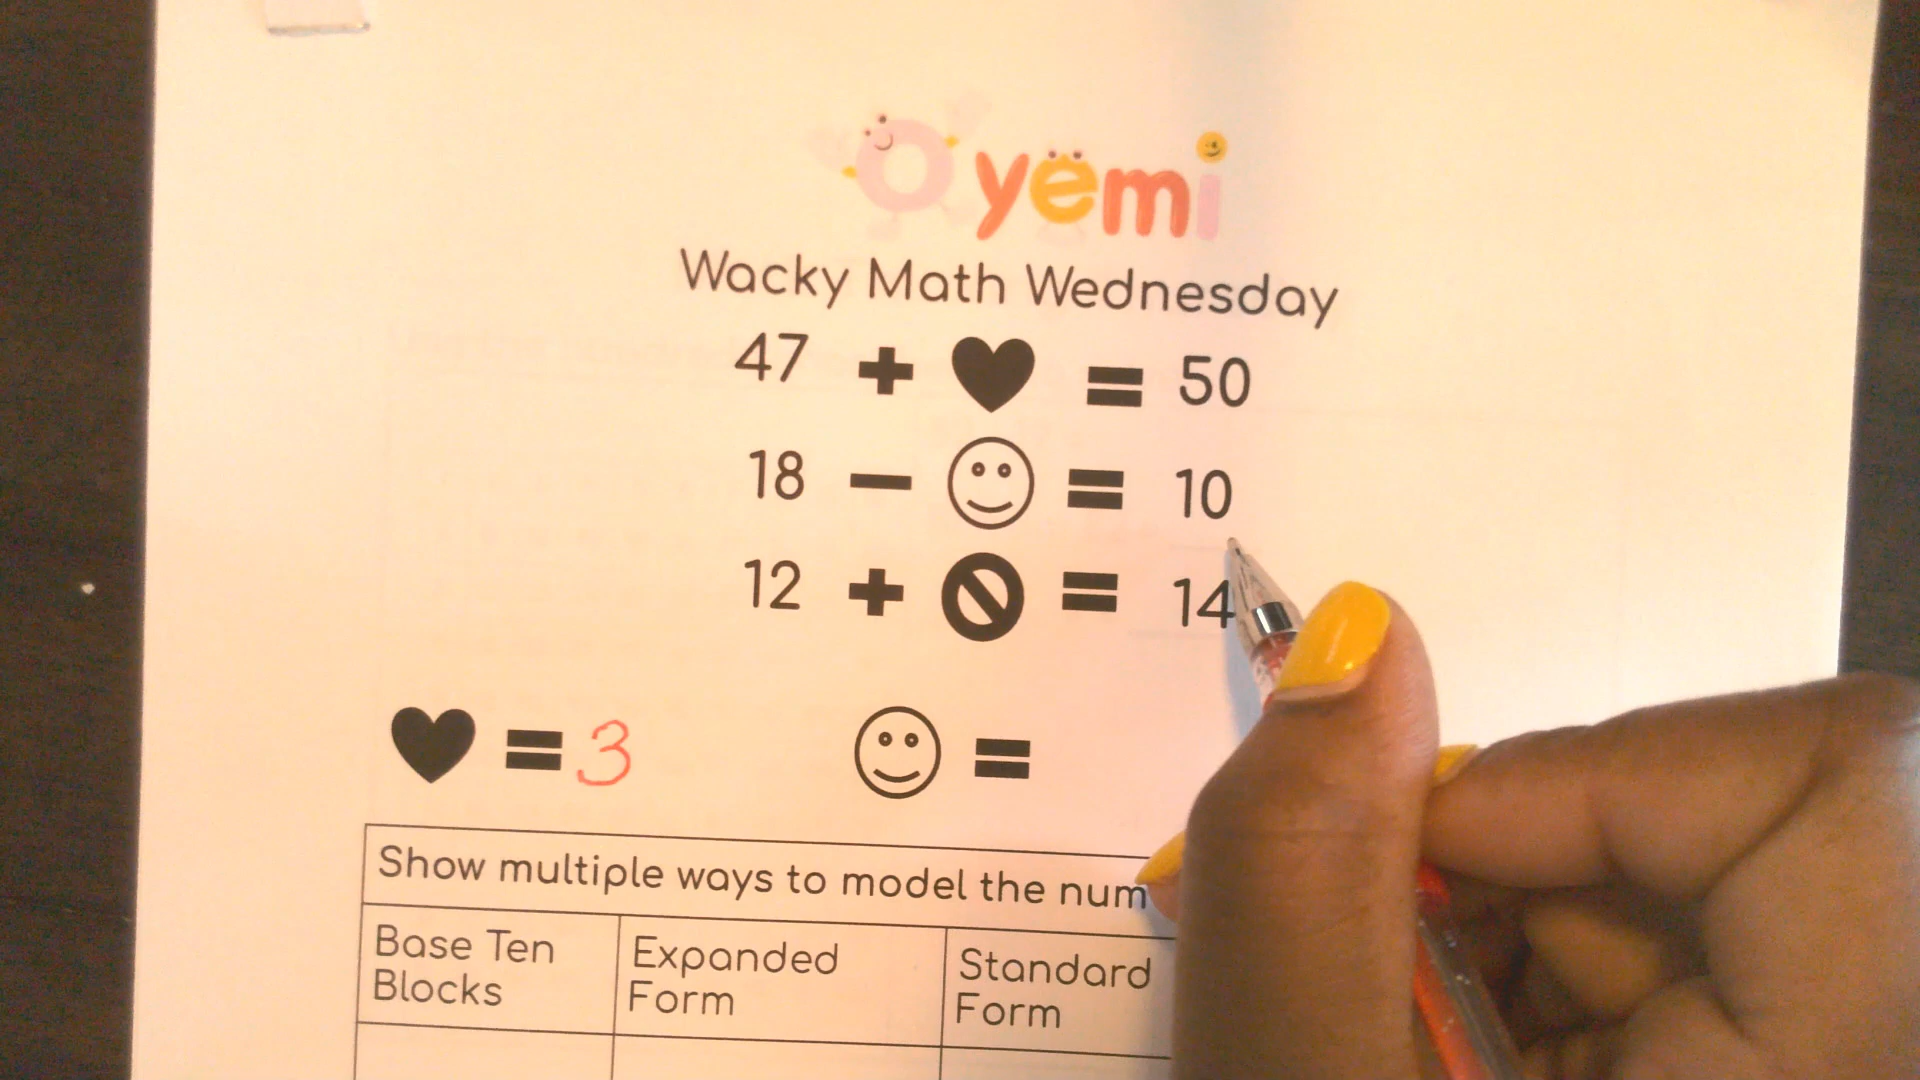 Oyemi
Wacky Math Wednesday
47 + ♥ = 50
18 − ☺ = 10
12 + 🚫 = 14
♥ = 3 ☺ =
Show multiple ways to model the num
Base Ten Blocks
Expanded Form
Standard Form